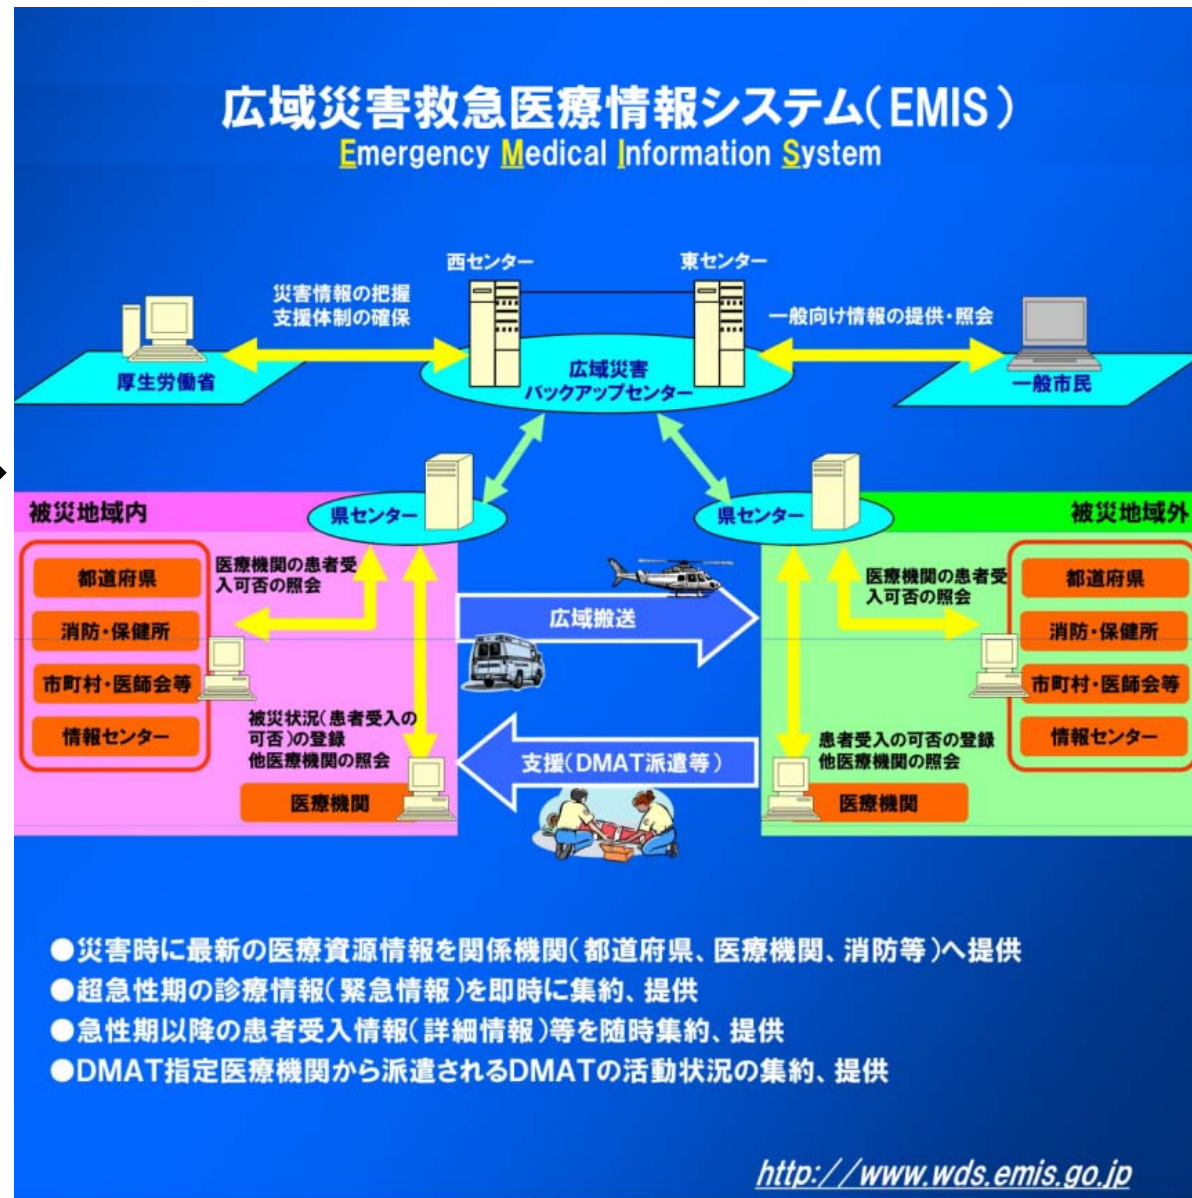 広域災害救急医療情報システム(EMIS)
Emergency Medical Information System
西センター
東センター
災害情報の把握
支援体制の確保
一般向け情報の提供・照会
厚生労働省
広域災害
バックアップセンター
一般市民
被災地域内
県センター
県センター
被災地域外
都道府県
消防・保健所
市町村・医師会等
情報センター
医療機関の患者受
入可否の照会
被災状況(患者受入の
可否)の登録
他医療機関の照会
医療機関
広域搬送
支援(DMAT派遣等)
医療機関の患者受
入可否の照会
都道府県
消防・保健所
市町村・医師会等
情報センター
患者受入の可否の登録
他医療機関の照会
医療機関
●災害時に最新の医療資源情報を関係機関(都道府県、医療機関、消防等)へ提供
●超急性期の診療情報(緊急情報)を即時に集約、提供
●急性期以降の患者受入情報(詳細情報)等を随時集約、提供
●DMAT指定医療機関から派遣されるDMATの活動状況の集約、提供
http://www.wds.emis.go.jp